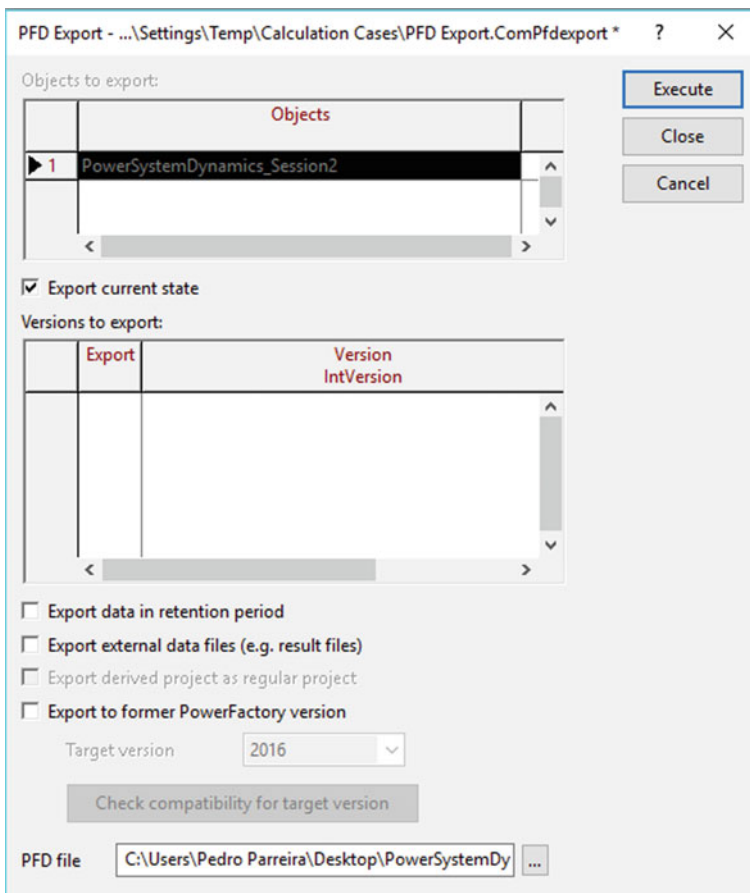 PFD Export - ...\Settings\Temp\Calculation Cases\PFD Export.ComPfdexport * ?
Objects to export:
Execute
Objects
Close
1 PowerSystemDynamics_Session2
Cancel
Export current state
Versions to export:
Export Version
IntVersion
Export data in retention period
Export external data files (e.g. result files)
Export derived project as regular project
Export to former PowerFactory version
Target version 2016
Check compatibility for target version
PFD file C:\Users\Pedro Parreira\Desktop\PowerSystemDy ...